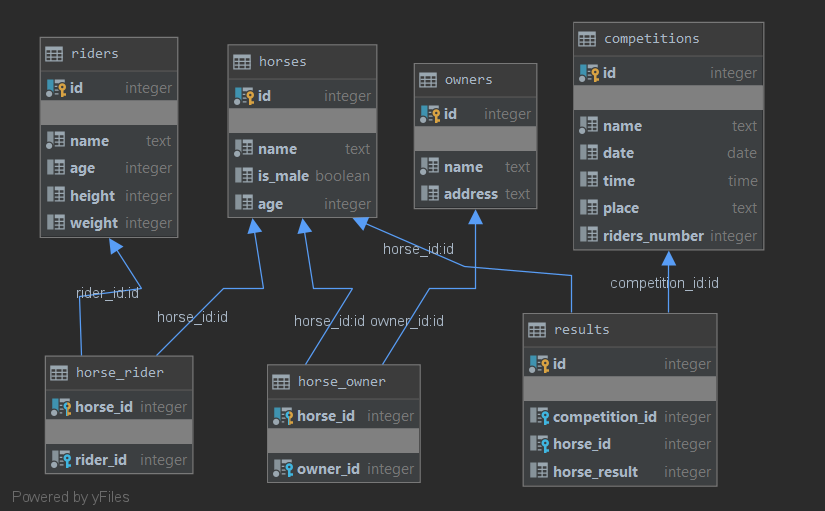 riders
id integer
name text
age integer
height integer
weight integer
horses
id integer
name text
is_male boolean
age integer
owners
id integer
name text
address text
competitions
id integer
name text
date date
time time
place text
riders_number integer
horse_id:id
rider_id:id
horse_id:id
horse_id:id
owner_id:id
competition_id:id
horse_rider
horse_id integer
rider_id integer
horse_owner
horse_id integer
owner_id integer
results
id integer
competition_id integer
horse_id integer
horse_result integer
Powered by yFiles